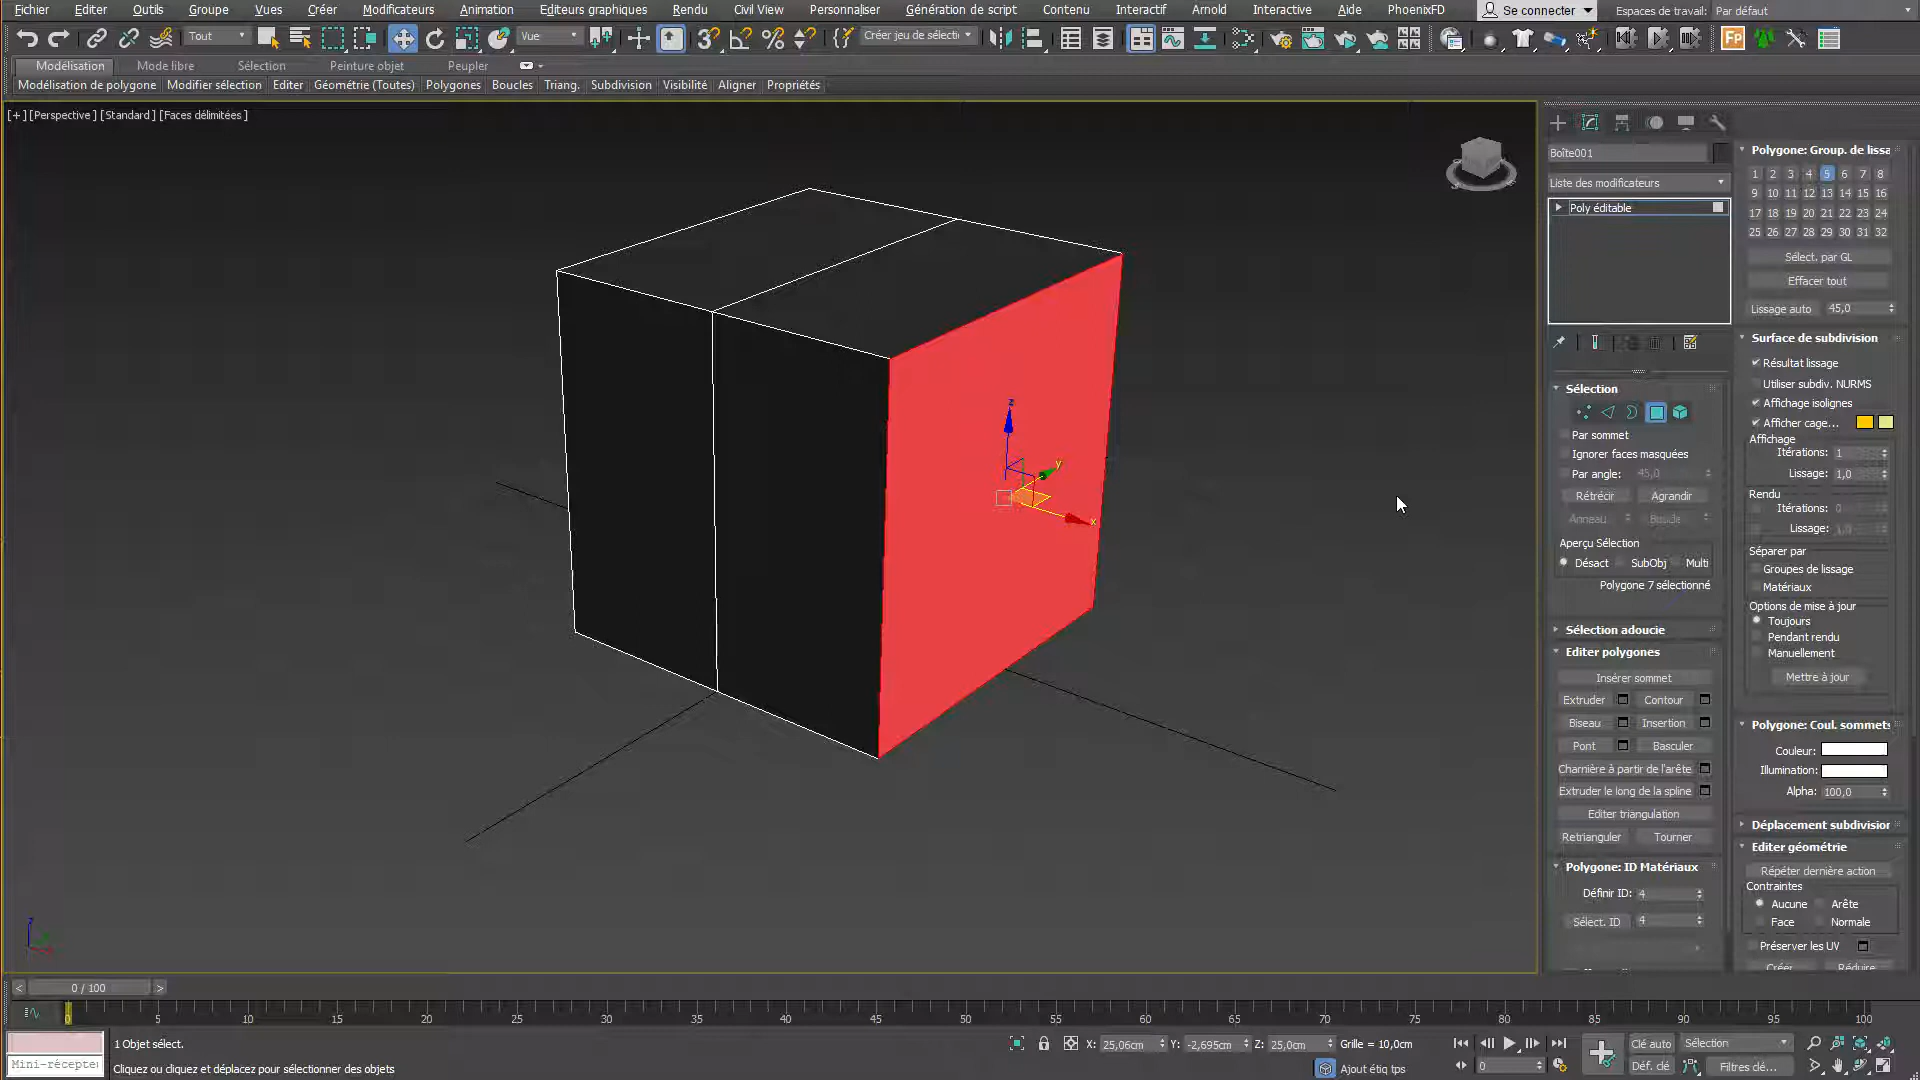 Fichier Editer Outils Groupe Vues Créer Modificateurs Animation Editeurs graphiques Rendu Civil View Personnaliser Génération de script Contenu Interactif Arnold Interactive Aide PhoenixFD Se connecter Espaces de travail: Par défaut
Tout Vue Créer jeu de sélectic
Modélisation Mode libre Sélection Peinture objet Peupler
Modélisation de polygone Modifier sélection Editer Géométrie (Toutes) Polygones Boucles Triang. Subdivision Visibilité Aligner Propriétés
[+] [Perspective ] [Standard ] [Faces délimitées ]
z
y
x
Boîte001
Liste des modificateurs
Poly éditable
Sélection
Par sommet
Ignorer faces masquées
Par angle: 45,0
Rétrécir Agrandir
Anneau Boucle
Aperçu Sélection
Désact SubObj Multi
Polygone 7 sélectionné
Sélection adoucie
Editer polygones
Insérer sommet
Extruder Contour
Biseau Insertion
Pont Basculer
Charnière à partir de l'arête
Extruder le long de la spline
Editer triangulation
Retrianguler Tourner
Polygone: ID Matériaux
Définir ID: 4
Sélect. ID 4
Polygone: Group. de lissa
1 2 3 4 5 6 7 8
9 10 11 12 13 14 15 16
17 18 19 20 21 22 23 24
25 26 27 28 29 30 31 32
Sélect. par GL
Effacer tout
Lissage auto 45,0
Surface de subdivision
Résultat lissage
Utiliser subdiv. NURMS
Affichage isolignes
Afficher cage...
Affichage
Itérations: 1
Lissage: 1,0
Rendu
Itérations: 0
Lissage: 1,0
Séparer par
Groupes de lissage
Matériaux
Options de mise à jour
Toujours
Pendant rendu
Manuellement
Mettre à jour
Polygone: Coul. sommets
Couleur:
Illumination:
Alpha: 100,0
Déplacement subdivision
Editer géométrie
Répéter dernière action
Contraintes
Aucune Arête
Face Normale
Préserver les UV
Créer Réduire
z
< 0 / 100 >
0 5 10 15 20 25 30 35 40 45 50 55 60 65 70 75 80 85 90 95 100
1 Objet sélect. X: 25,06cm Y: -2,695cm Z: 25,0cm Grille = 10,0cm Clé auto Sélection
Mini-récepte Cliquez ou cliquez et déplacez pour sélectionner des objets Ajout étiq tps 0 Déf. clé Filtres clé...